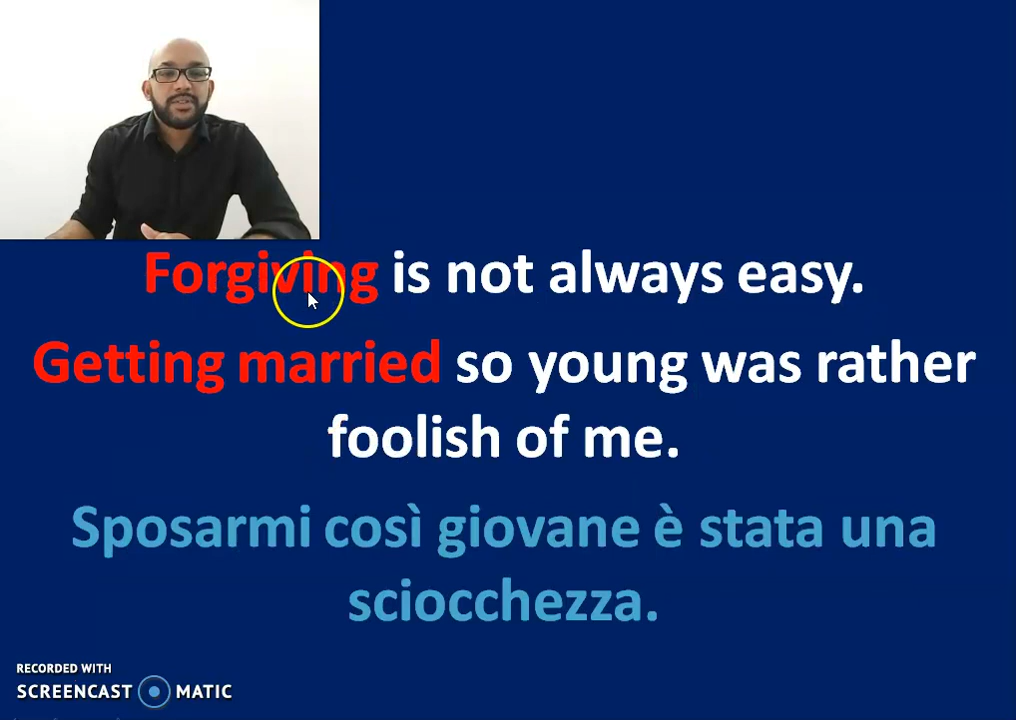 Forgiving is not always easy.
Getting married so young was rather
foolish of me.
Sposarmi così giovane è stata una
sciocchezza.
RECORDED WITH
SCREENCAST MATIC